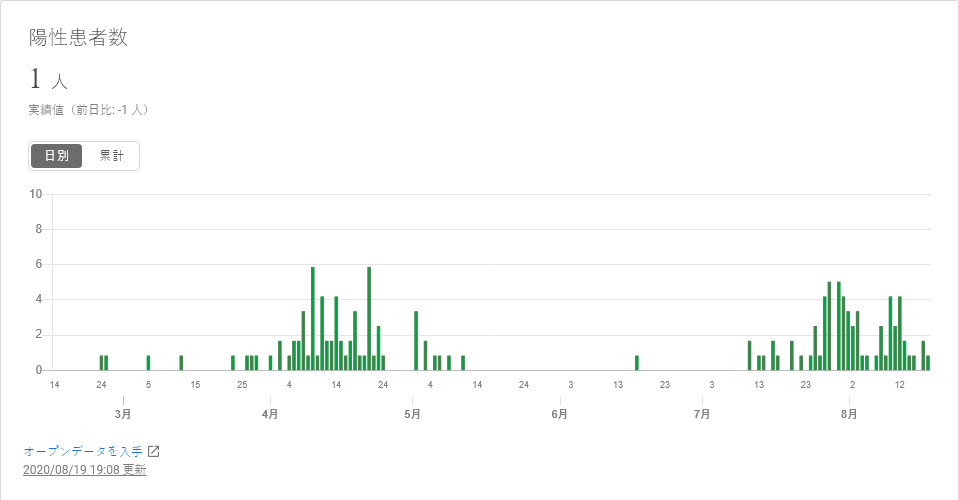 陽性患者数
1 人
実績値（前日比: -1 人）
日別 累計
10
8
6
4
2
0
14 24 5 15 25 4 14 24 4 14 24 3 13 23 3 13 23 2 12
3月 4月 5月 6月 7月 8月
オープンデータを入手
2020/08/19 19:08 更新